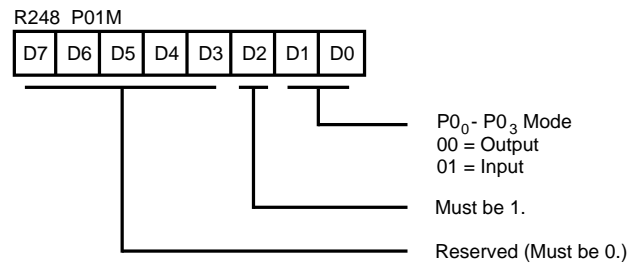 R248 P01M
D7 D6 D5 D4 D3 D2 D1 D0
P0₀ - P0₃ Mode
00 = Output
01 = Input
Must be 1.
Reserved (Must be 0.)